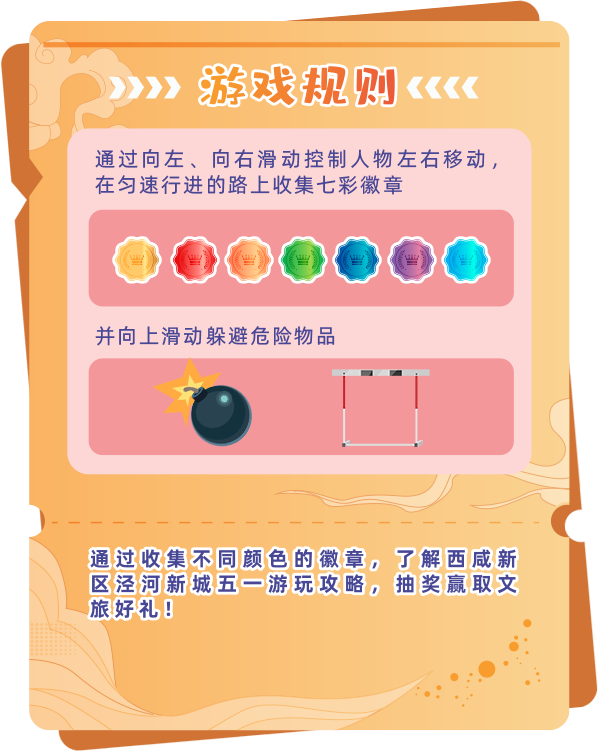 游戏规则
通过向左、向右滑动控制人物左右移动，
在匀速行进的路上收集七彩徽章
并向上滑动躲避危险物品
通过收集不同颜色的徽章，了解西咸新
区泾河新城五一游玩攻略，抽奖赢取文
旅好礼！